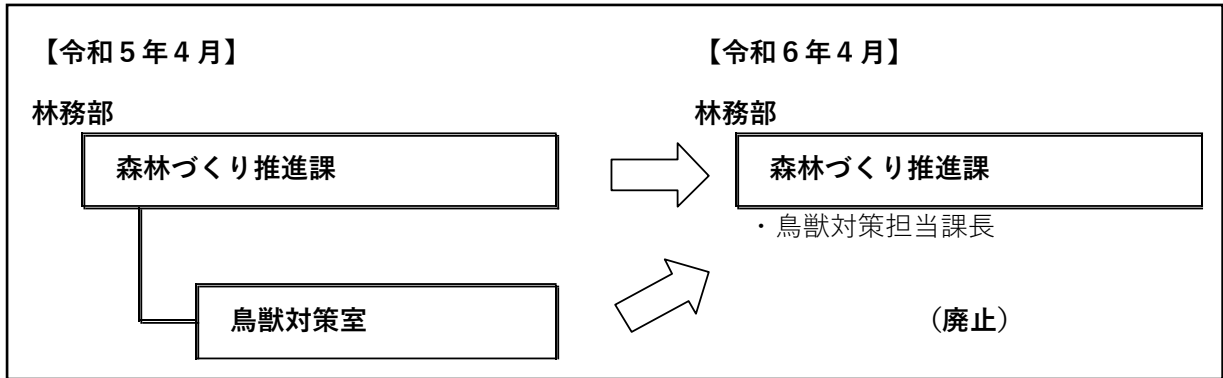 【令和５年４月】
林務部
森林づくり推進課
鳥獣対策室
【令和６年４月】
林務部
森林づくり推進課
・鳥獣対策担当課長
（廃止）